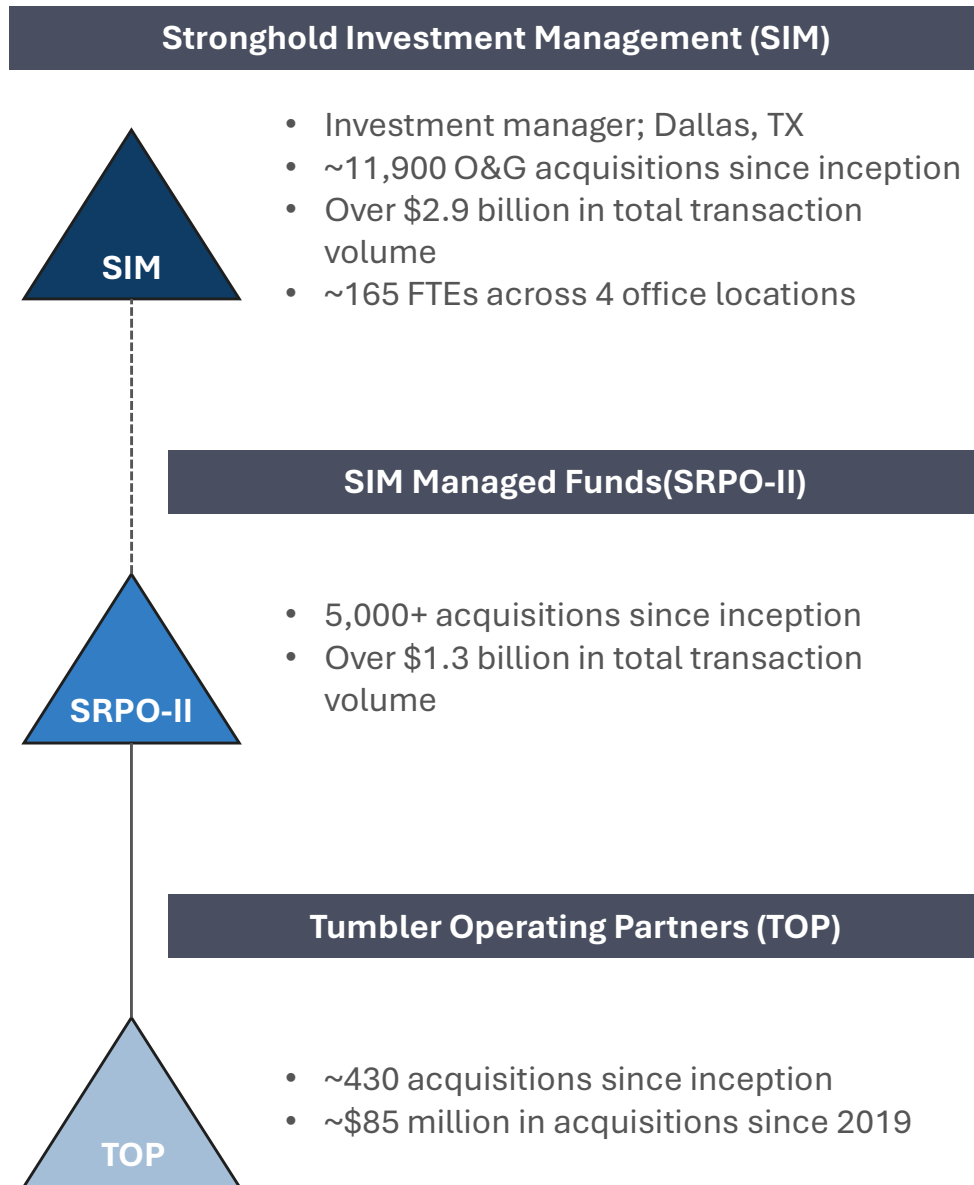 Stronghold Investment Management (SIM)
• Investment manager; Dallas, TX
• ~11,900 O&G acquisitions since inception
• Over $2.9 billion in total transaction
volume
• ~165 FTEs across 4 office locations
SIM
SIM Managed Funds(SRPO-II)
• 5,000+ acquisitions since inception
• Over $1.3 billion in total transaction
volume
SRPO-II
Tumbler Operating Partners (TOP)
• ~430 acquisitions since inception
• ~$85 million in acquisitions since 2019
TOP